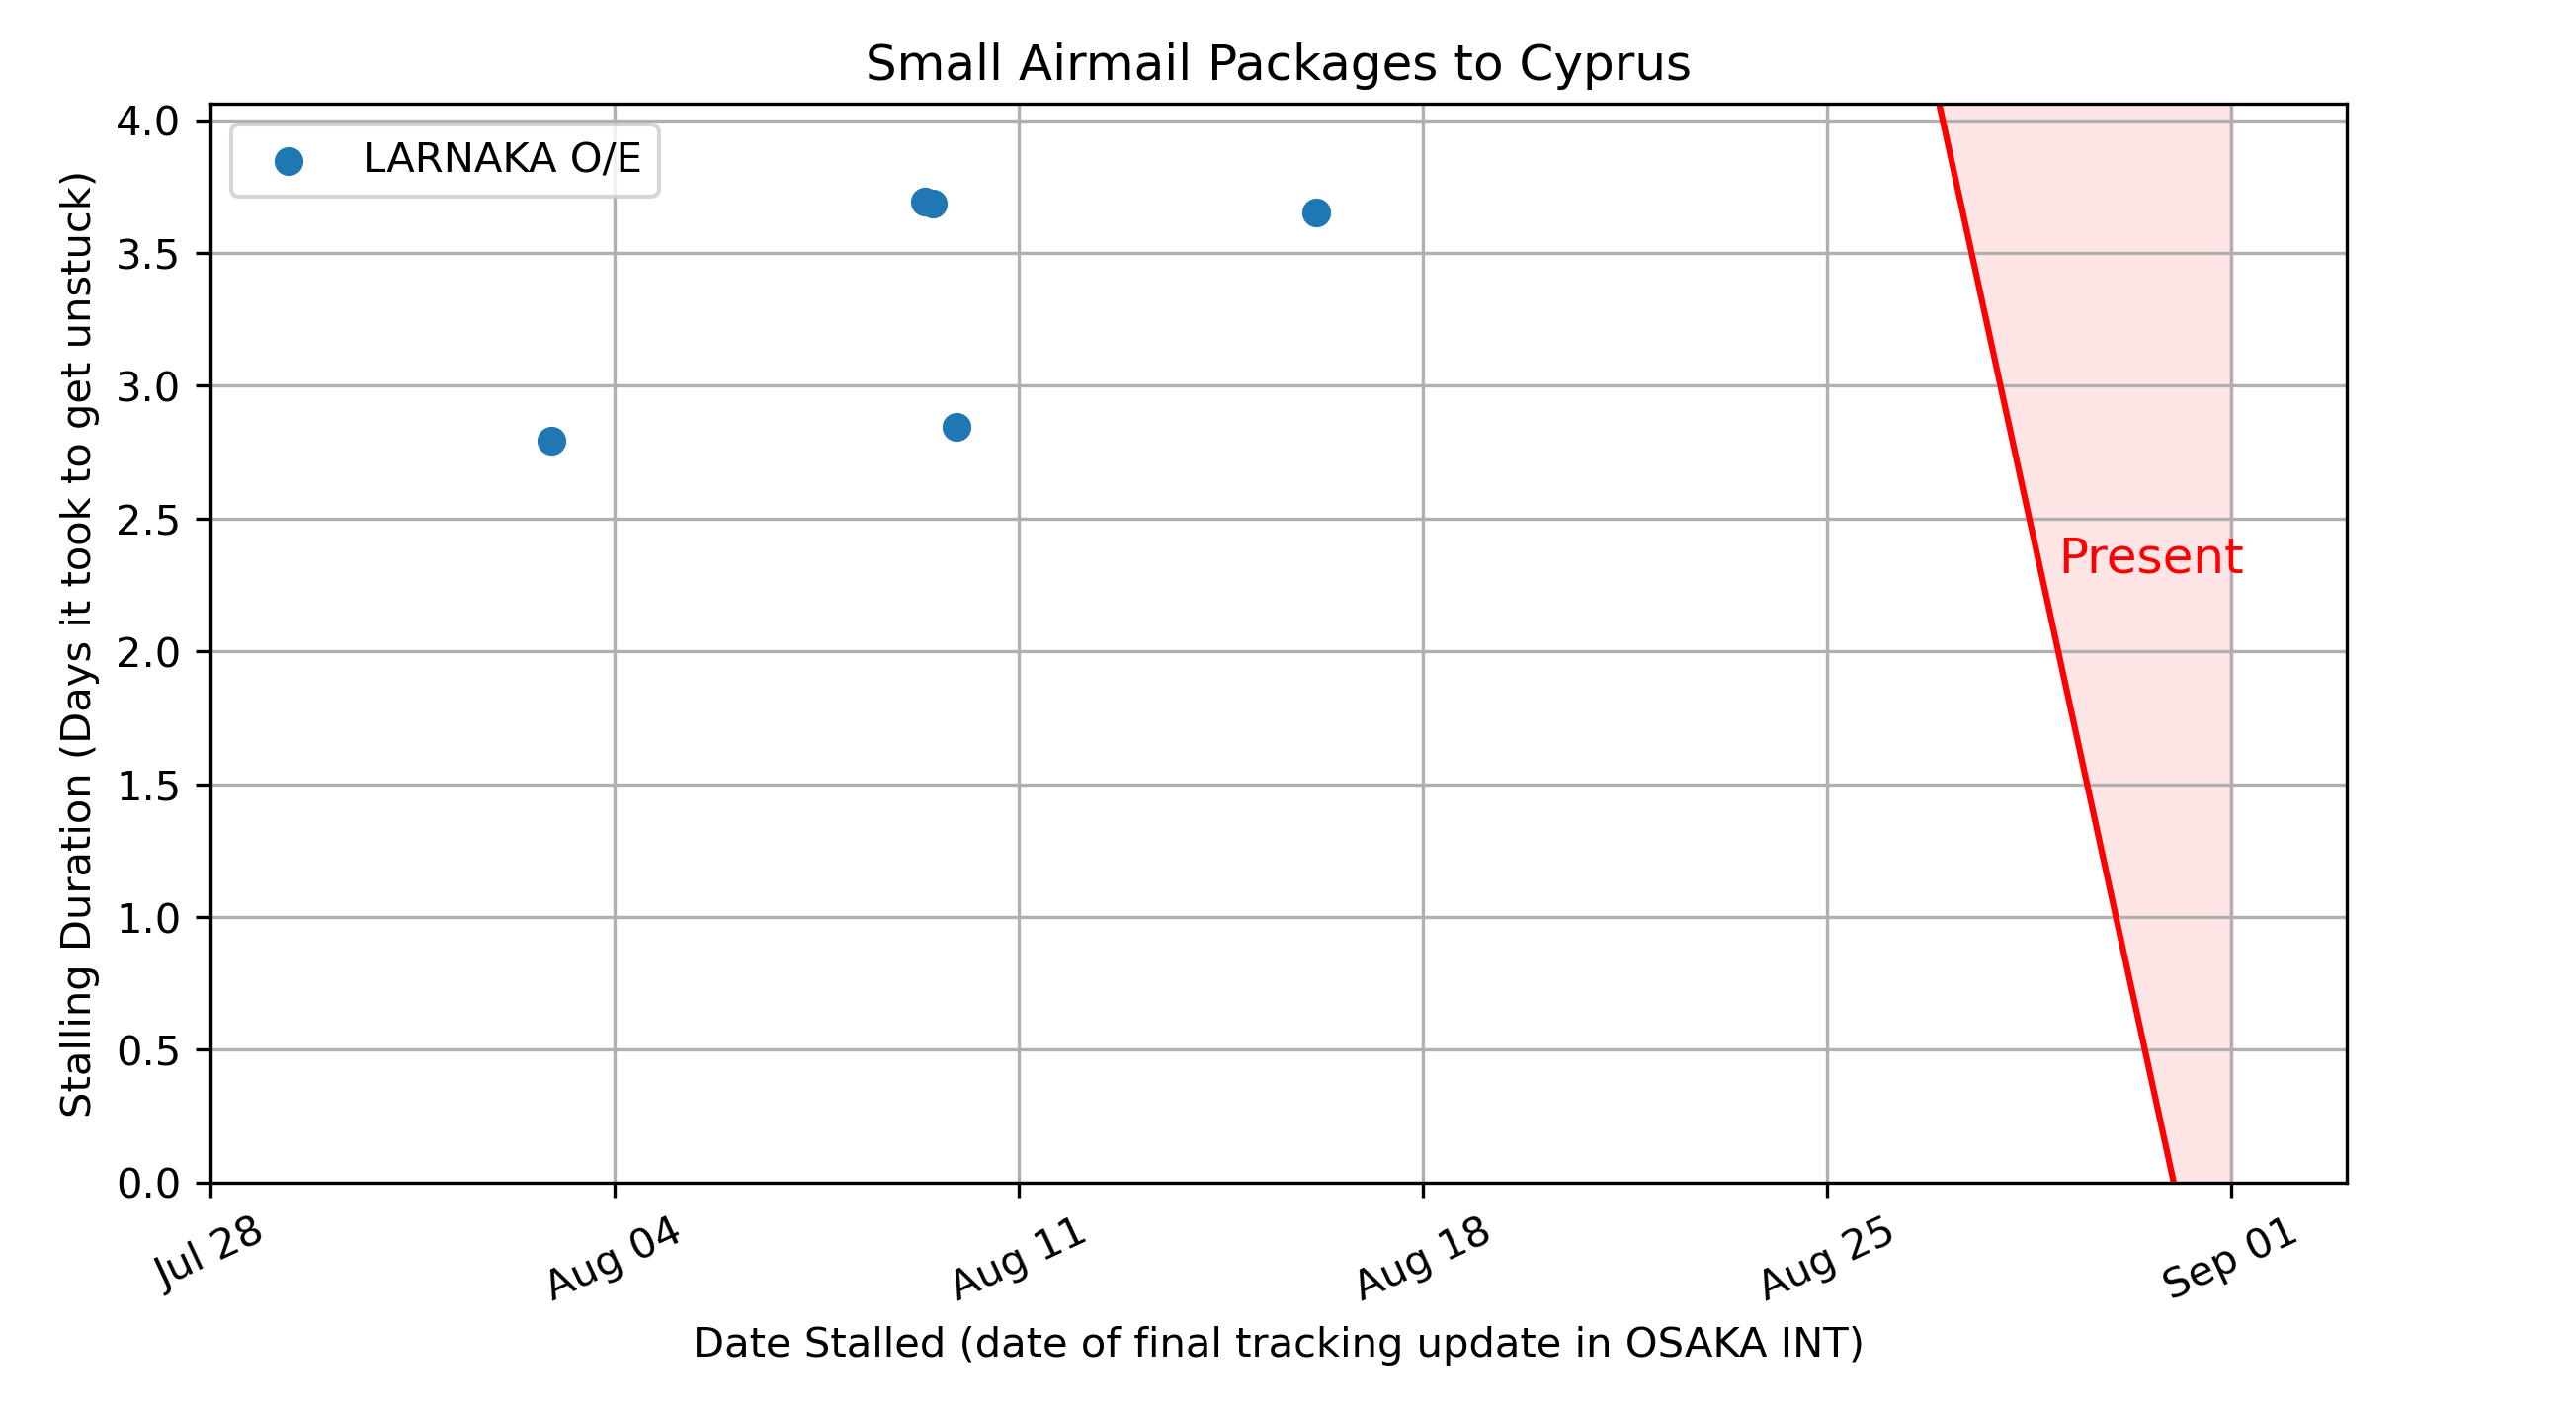 Small Airmail Packages to Cyprus
LARNAKA O/E
4.0
3.5
3.0
2.5
2.0
1.5
1.0
0.5
0.0
Stalling Duration (Days it took to get unstuck)
Present
Jul 28
Aug 04
Aug 11
Aug 18
Aug 25
Sep 01
Date Stalled (date of final tracking update in OSAKA INT)